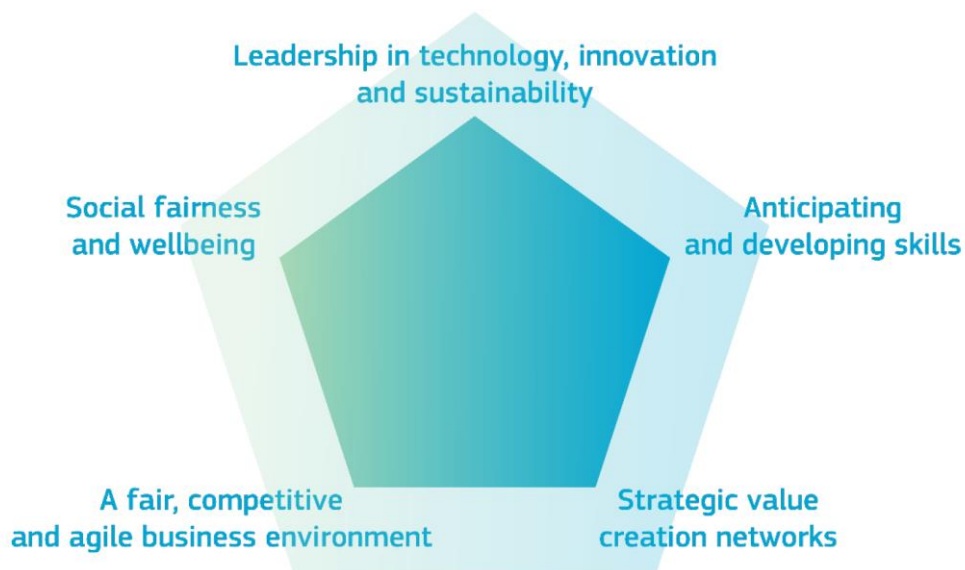 Leadership in technology, innovation
and sustainability
Social fairness
and wellbeing
Anticipating
and developing skills
A fair, competitive
and agile business environment
Strategic value
creation networks